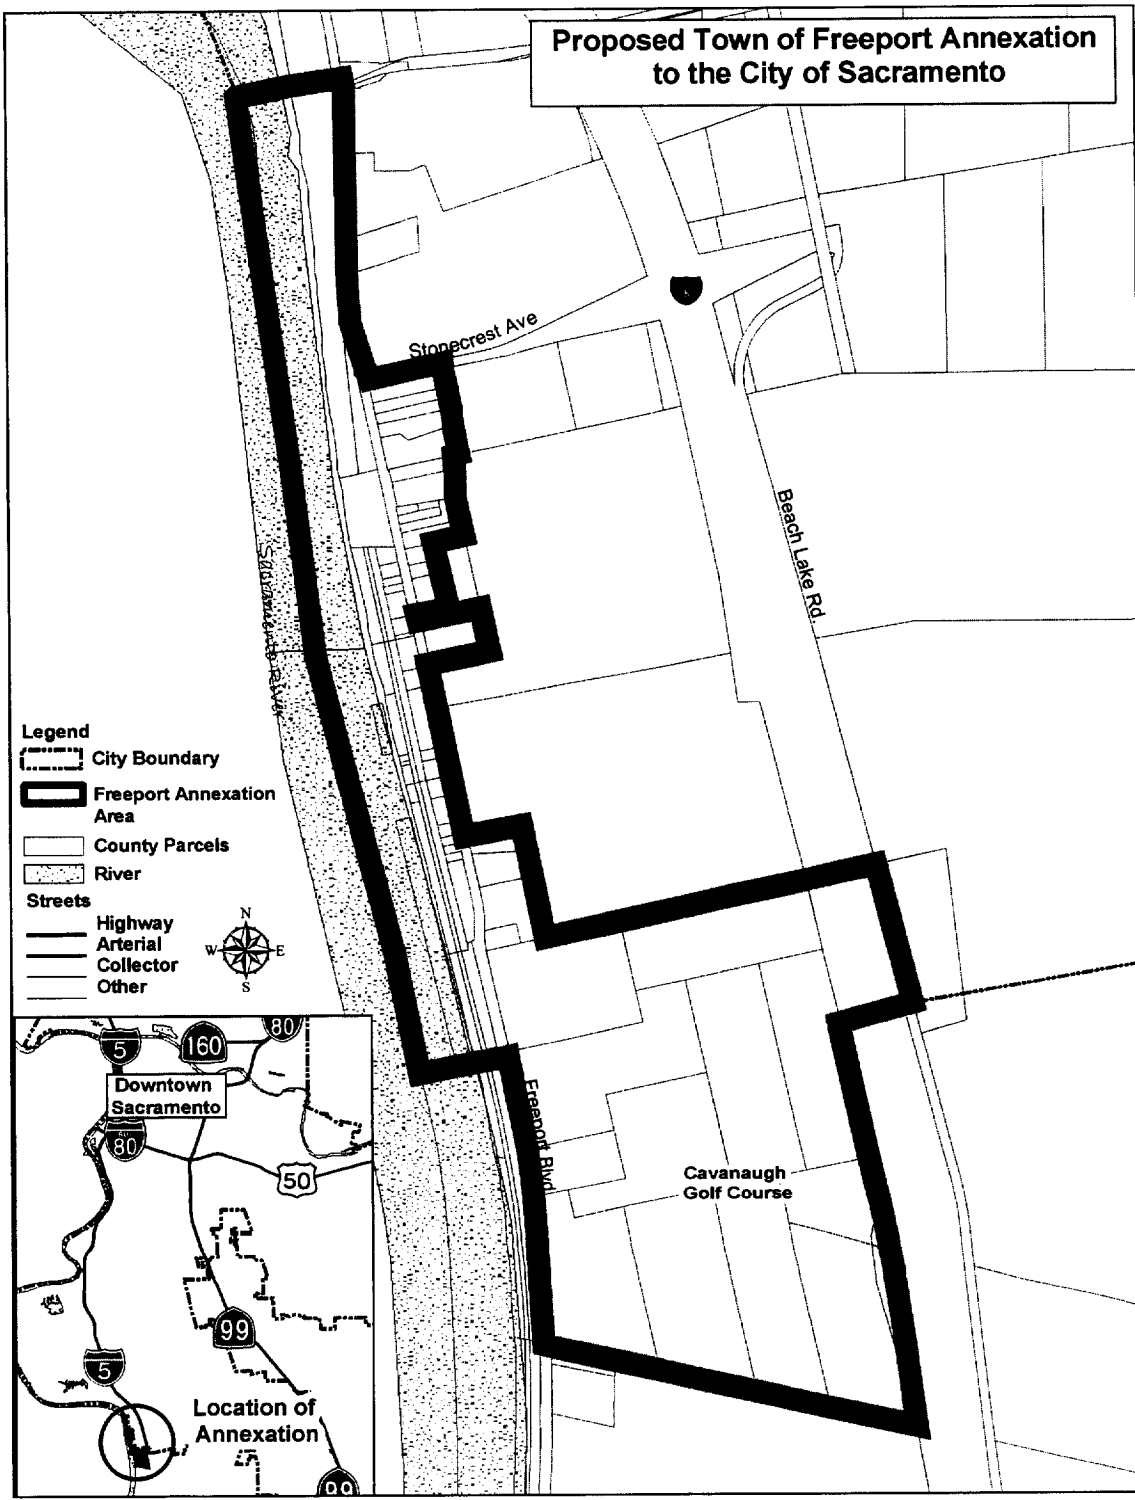 Proposed Town of Freeport Annexation
to the City of Sacramento
Stonecrest Ave
Beach Lake Rd.
Sacramento River
Legend
City Boundary
Freeport Annexation
Area
County Parcels
River
Streets
Highway
Arterial
Collector
Other
N
W
E
S
Freeport Blvd
Cavanaugh
Golf Course
5
160
80
Downtown
Sacramento
80
50
99
5
Location of
Annexation
99